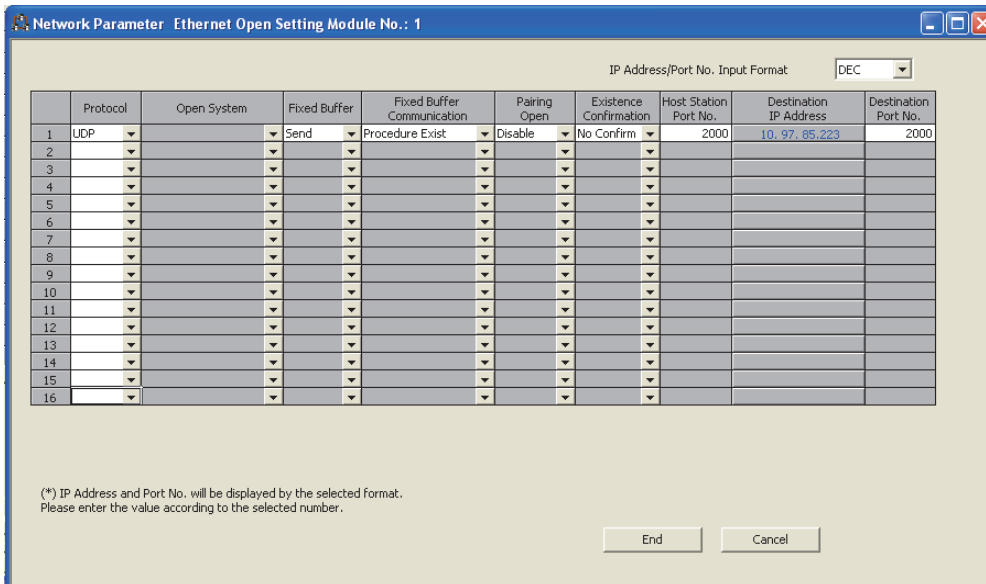 Network Parameter Ethernet Open Setting Module No.: 1
IP Address/Port No. Input Format DEC
Protocol Open System Fixed Buffer Fixed Buffer Communication Pairing Open Existence Confirmation Host Station Port No. Destination IP Address Destination Port No.
1 UDP Send Procedure Exist Disable No Confirm 2000 10. 97. 85.223 2000
2
3
4
5
6
7
8
9
10
11
12
13
14
15
16
(*) IP Address and Port No. will be displayed by the selected format.
Please enter the value according to the selected number.
End Cancel